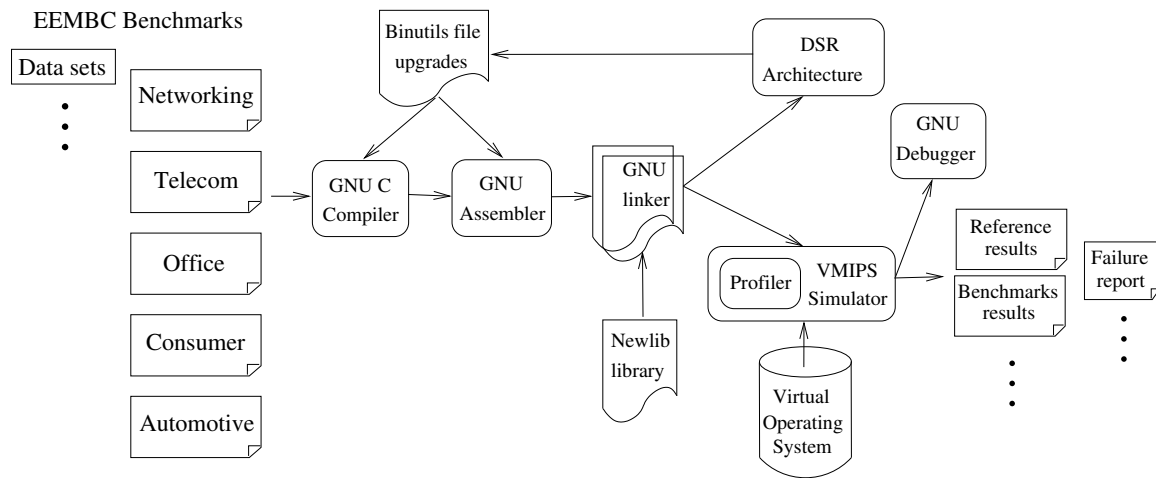 EEMBC Benchmarks
Data sets
Networking
Telecom
Office
Consumer
Automotive
Binutils file
upgrades
GNU C
Compiler
GNU
Assembler
GNU
linker
Newlib
library
DSR
Architecture
GNU
Debugger
Profiler
VMIPS
Simulator
Virtual
Operating
System
Reference
results
Benchmarks
results
Failure
report